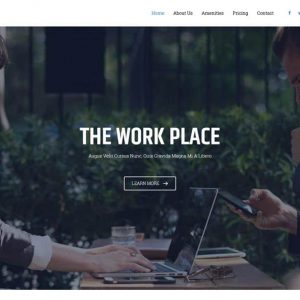 Home About Us Amenities Pricing Contact f
THE WORK PLACE
Augue Velit Cursus Nunc, Quis Gravida Magna Mi A Libero
LEARN MORE →